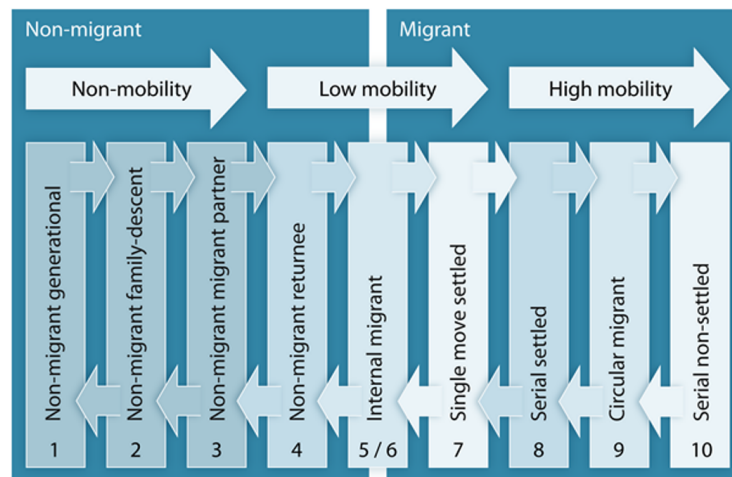 Non-migrant
Migrant
Non-mobility
Low mobility
High mobility
Non-migrant generational
Non-migrant family-descent
Non-migrant migrant partner
Non-migrant returnee
Internal migrant
Single move settled
Serial settled
Circular migrant
Serial non-settled
1
2
3
4
5 / 6
7
8
9
10